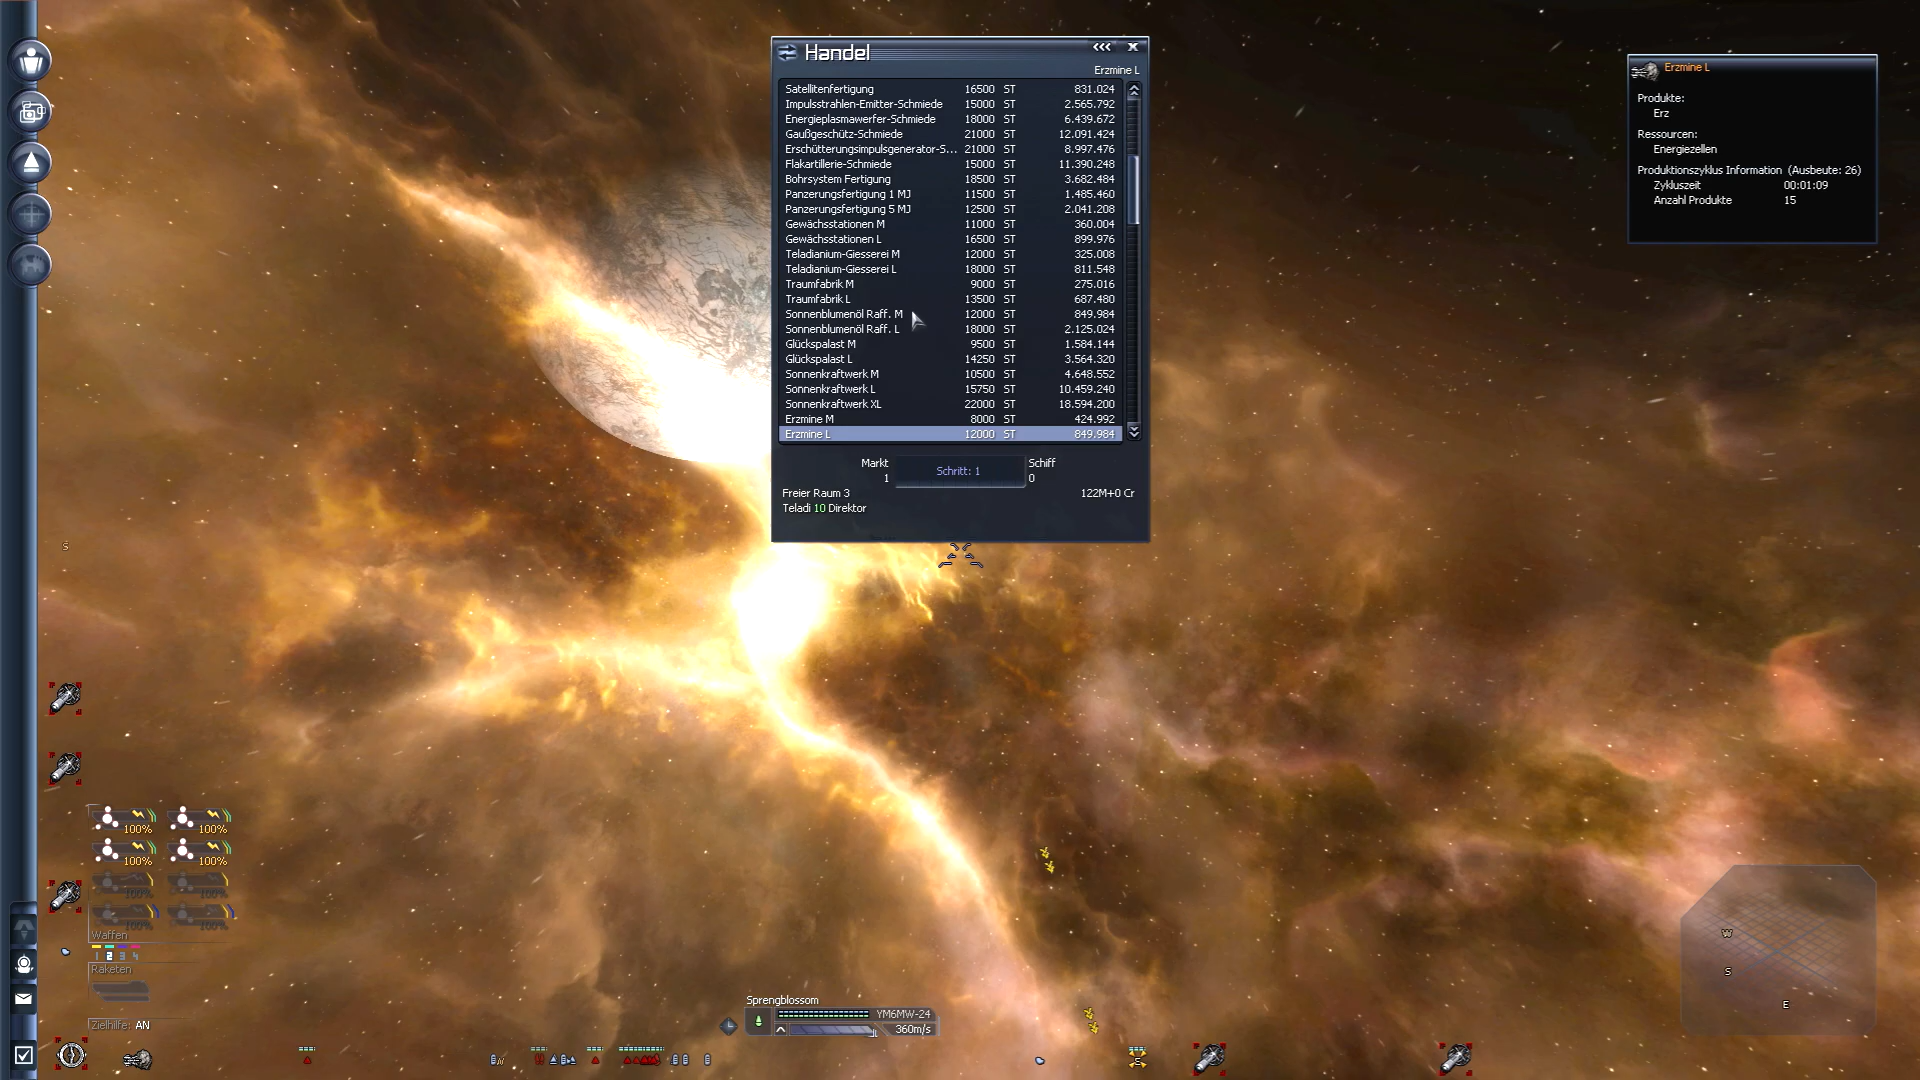 Handel
Erzmine L
Satellitenfertigung 16500 ST 831.024
Impulsstrahlen-Emitter-Schmiede 15000 ST 2.565.792
Energieplasmawerfer-Schmiede 18000 ST 6.439.672
Gaußgeschütz-Schmiede 21000 ST 12.091.424
Erschütterungsimpulsgenerator-S... 21000 ST 8.997.476
Flakartillerie-Schmiede 15000 ST 11.390.248
Bohrsystem Fertigung 18500 ST 3.682.484
Panzerungsfertigung 1 MJ 11500 ST 1.485.460
Panzerungsfertigung 5 MJ 12500 ST 2.041.208
Gewächsstationen M 11000 ST 360.004
Gewächsstationen L 16500 ST 899.976
Teladianium-Giesserei M 12000 ST 325.008
Teladianium-Giesserei L 18000 ST 811.548
Traumfabrik M 9000 ST 275.016
Traumfabrik L 13500 ST 687.480
Sonnenblumenöl Raff. M 12000 ST 849.984
Sonnenblumenöl Raff. L 18000 ST 2.125.024
Glückspalast M 9500 ST 1.584.144
Glückspalast L 14250 ST 3.564.320
Sonnenkraftwerk M 10500 ST 4.648.552
Sonnenkraftwerk L 15750 ST 10.459.240
Sonnenkraftwerk XL 22000 ST 18.594.200
Erzmine M 8000 ST 424.992
Erzmine L 12000 ST 849.984
Markt Schiff
1 Schritt: 1 0
Freier Raum 3 122M+0 Cr
Teladi 10 Direktor
Erzmine L
Produkte:
Erz
Ressourcen:
Energiezellen
Produktionszyklus Information (Ausbeute: 26)
Zykluszeit 00:01:09
Anzahl Produkte 15
S
100% 100%
100% 100%
100% 100%
100% 100%
Waffen
1 2 3 4
Raketen
Zielhilfe: AN
Sprengblossom
YM6MW-24
360m/s
W
S
E
E